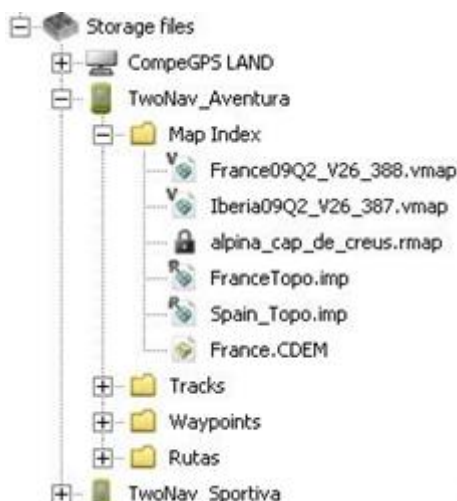 Storage files
CompeGPS LAND
TwoNav_Aventura
Map Index
V France09Q2_V26_388.vmap
V Iberia09Q2_V26_387.vmap
alpina_cap_de_creus.rmap
R FranceTopo.imp
R Spain_Topo.imp
France.CDEM
Tracks
Waypoints
Rutas
TwoNav_Sportiva